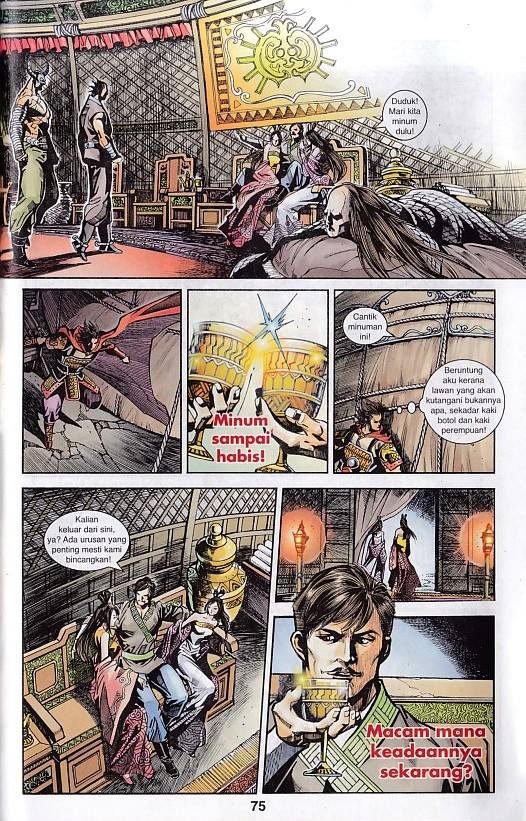 Duduk!
Mari kita
minum
dulu!
Minum
sampai
habis!
Cantik
minuman
ini!
Beruntung
aku kerana
lawan yang akan
kutangani bukannya
apa, sekadar kaki
botol dan kaki
perempuan!
Kalian
keluar dari sini,
ya? Ada urusan yang
penting mesti kami
bincangkan!
Macam mana
keadaannya
sekarang?
75